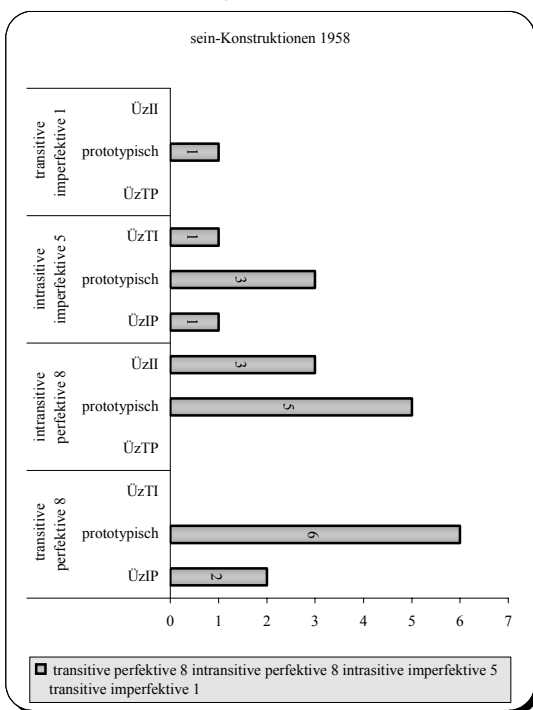 sein-Konstruktionen 1958
transitive
imperfektive 1
ÜzII
prototypisch
1
ÜzTP
intrasitive
imperfektive 5
ÜzTI
1
prototypisch
3
ÜzIP
1
intransitive
perfektive 8
ÜzII
3
prototypisch
5
ÜzTP
transitive
perfektive 8
ÜzTI
prototypisch
6
ÜzIP
2
0 1 2 3 4 5 6 7
transitive perfektive 8 intransitive perfektive 8 intrasitive imperfektive 5
transitive imperfektive 1